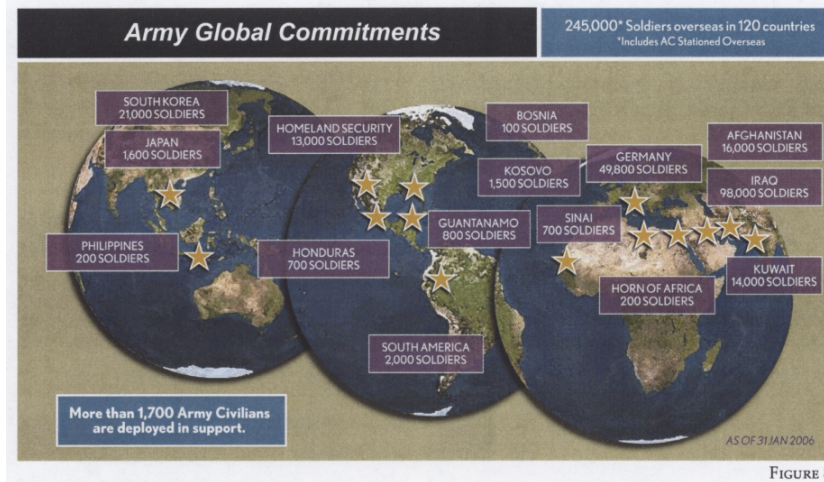 Army Global Commitments
245,000* Soldiers overseas in 120 countries
*Includes AC Stationed Overseas
SOUTH KOREA
21,000 SOLDIERS
JAPAN
1,600 SOLDIERS
PHILIPPINES
200 SOLDIERS
HOMELAND SECURITY
13,000 SOLDIERS
HONDURAS
700 SOLDIERS
BOSNIA
100 SOLDIERS
KOSOVO
1,500 SOLDIERS
GUANTANAMO
800 SOLDIERS
SOUTH AMERICA
2,000 SOLDIERS
GERMANY
49,800 SOLDIERS
SINAI
700 SOLDIERS
HORN OF AFRICA
200 SOLDIERS
AFGHANISTAN
16,000 SOLDIERS
IRAQ
98,000 SOLDIERS
KUWAIT
14,000 SOLDIERS
More than 1,700 Army Civilians
are deployed in support.
AS OF 31 JAN 2006
FIGURE